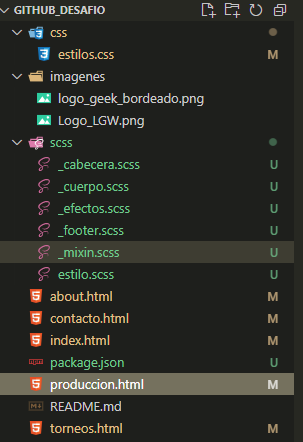 GITHUB_DESAFIO
css
estilos.css M
imagenes
logo_geek_bordeado.png
Logo_LGW.png
scss
_cabecera.scss U
_cuerpo.scss U
_efectos.scss U
_footer.scss U
_mixin.scss U
estilo.scss U
about.html M
contacto.html M
index.html M
package.json U
produccion.html M
README.md
torneos.html M